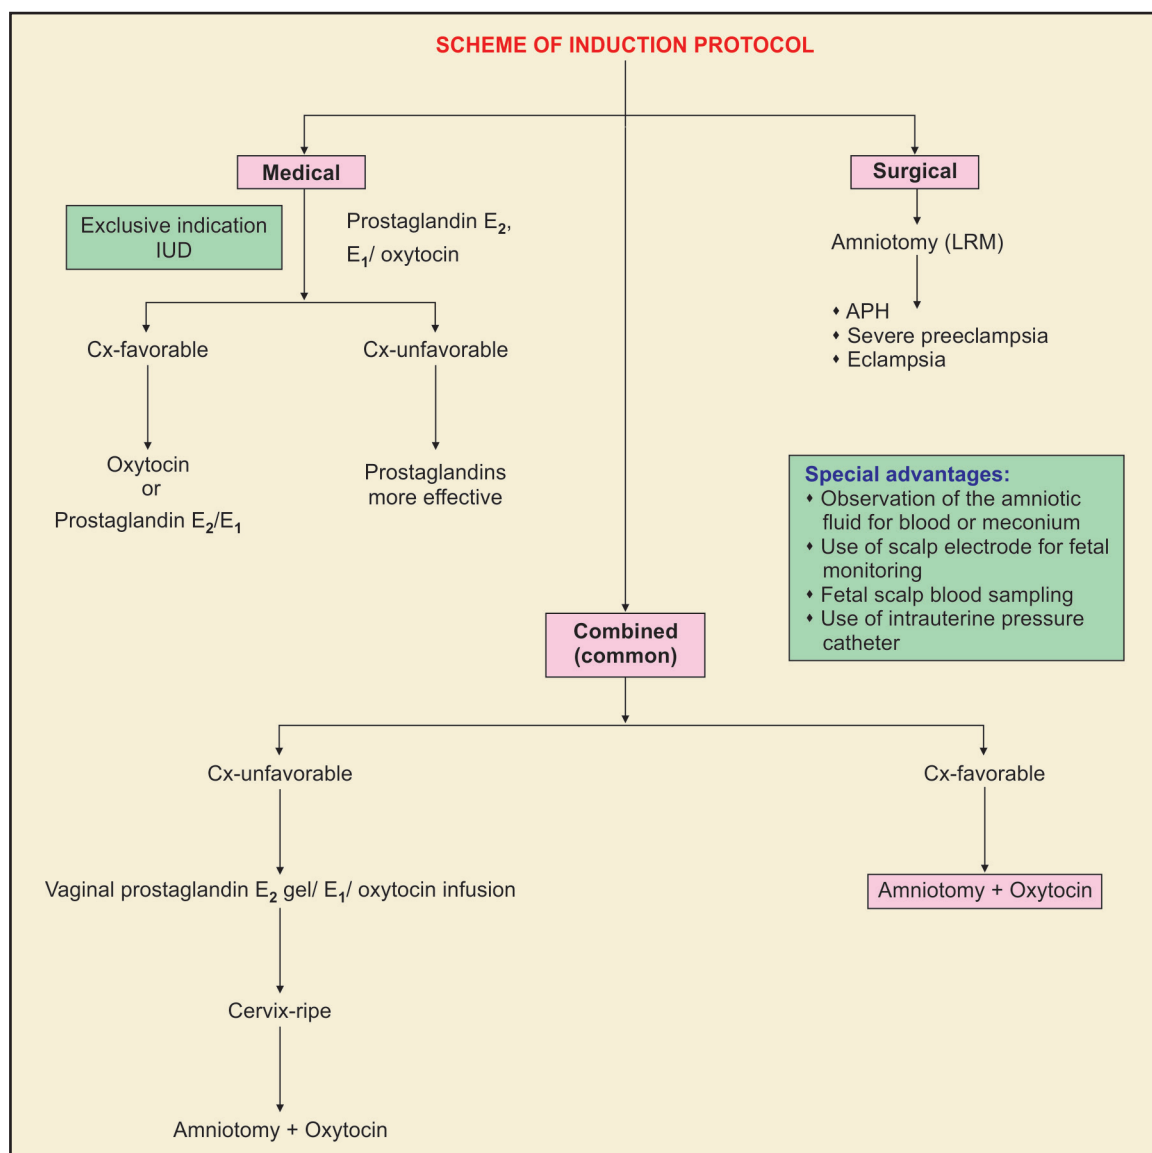 SCHEME OF INDUCTION PROTOCOL
Medical
Surgical
Exclusive indication
IUD
Prostaglandin E₂,
E₁/ oxytocin
Amniotomy (LRM)
♦ APH
♦ Severe preeclampsia
♦ Eclampsia
Cx-favorable
Cx-unfavorable
Oxytocin
or
Prostaglandin E₂/E₁
Prostaglandins
more effective
Special advantages:
♦ Observation of the amniotic
fluid for blood or meconium
♦ Use of scalp electrode for fetal
monitoring
♦ Fetal scalp blood sampling
♦ Use of intrauterine pressure
catheter
Combined
(common)
Cx-unfavorable
Cx-favorable
Vaginal prostaglandin E₂ gel/ E₁/ oxytocin infusion
Amniotomy + Oxytocin
Cervix-ripe
Amniotomy + Oxytocin